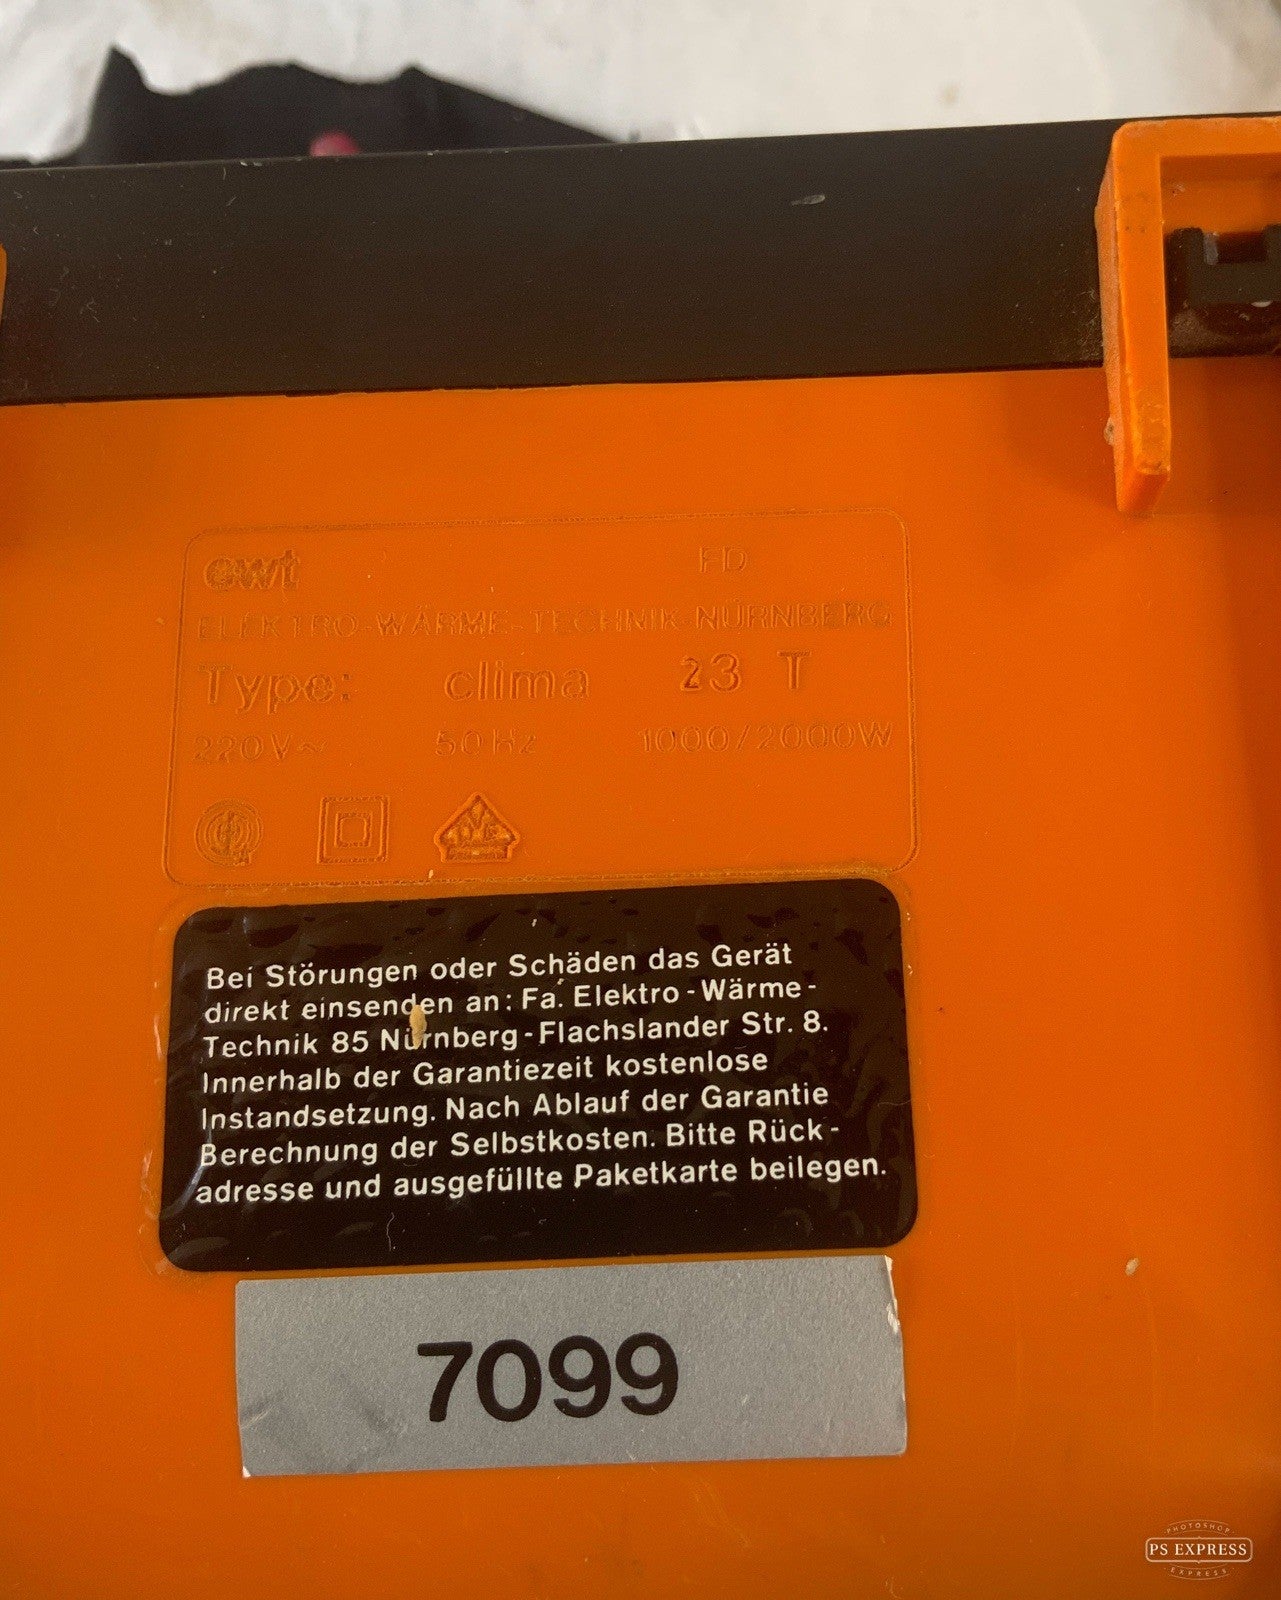 ewt FD
ELEKTRO-WÄRME-TECHNIK-NÜRNBERG
Type: clima 23 T
220V~ 50Hz 1000/2000W
Bei Störungen oder Schäden das Gerät
direkt einsenden an: Fa. Elektro-Wärme-
Technik 85 Nürnberg-Flachslander Str. 8.
Innerhalb der Garantiezeit kostenlose
Instandsetzung. Nach Ablauf der Garantie
Berechnung der Selbstkosten. Bitte Rück-
adresse und ausgefüllte Paketkarte beilegen.
7099
PHOTOSHOP
PS EXPRESS
EXPRESS